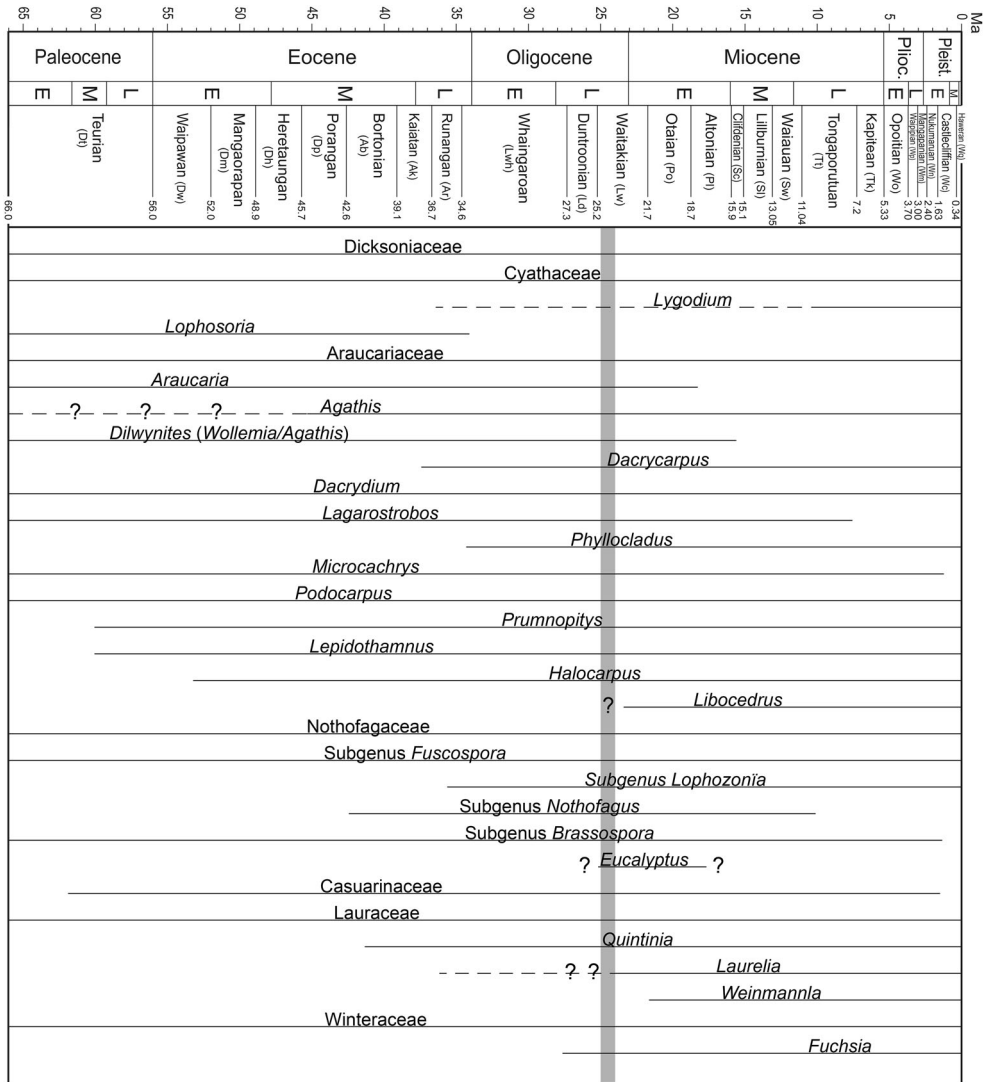 65 60 55 50 45 40 35 30 25 20 15 10 5 0 Ma
Paleocene Eocene Oligocene Miocene Plioc. Pleist.
E M L E M L E L E M L E L E M
Teurian (Dt)
Waipawan (Dw)
Mangaorapan (Dm)
Heretaungan (Dh)
Porangan (Dp)
Bortonian (Ab)
Kaiatan (Ak)
Runangan (Ar)
Whaingaroan (Lwh)
Duntroonian (Ld)
Waitakian (Lw)
Otaian (Po)
Altonian (Pl)
Clifdenian (Sc)
Lilburnian (Sl)
Waiauan (Sw)
Tongaporutuan (Tt)
Kapitean (Tk)
Opoitian (Wo)
Waipipian (Wp)
Mangapanian (Wm)
Nukumaruan (Wn)
Castlecliffian (Wc)
Haweran (Wq)
66.0 56.0 52.0 48.9 45.7 42.6 39.1 36.7 34.6 27.3 25.2 21.7 18.7 15.9 15.1 13.05 11.04 7.2 5.33 3.70 3.00 2.40 1.63 0.34
Dicksoniaceae
Cyathaceae
Lygodium
Lophosoria
Araucariaceae
Araucaria
? ? ? Agathis
Dilwynites (Wollemia/Agathis)
Dacrycarpus
Dacrydium
Lagarostrobos
Phyllocladus
Microcachrys
Podocarpus
Prumnopitys
Lepidothamnus
Halocarpus
? Libocedrus
Nothofagaceae
Subgenus Fuscospora
Subgenus Lophozonïa
Subgenus Nothofagus
Subgenus Brassospora
? Eucalyptus ?
Casuarinaceae
Lauraceae
Quintinia
? ? Laurelia
Weinmannla
Winteraceae
Fuchsia